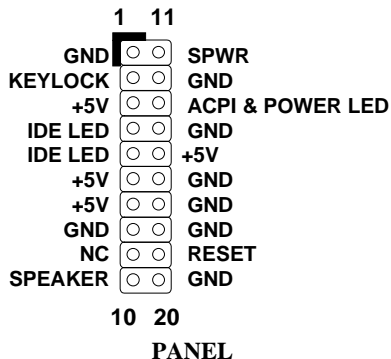 1 11
GND SPWR
KEYLOCK GND
+5V ACPI & POWER LED
IDE LED GND
IDE LED +5V
+5V GND
+5V GND
GND GND
NC RESET
SPEAKER GND
10 20
PANEL